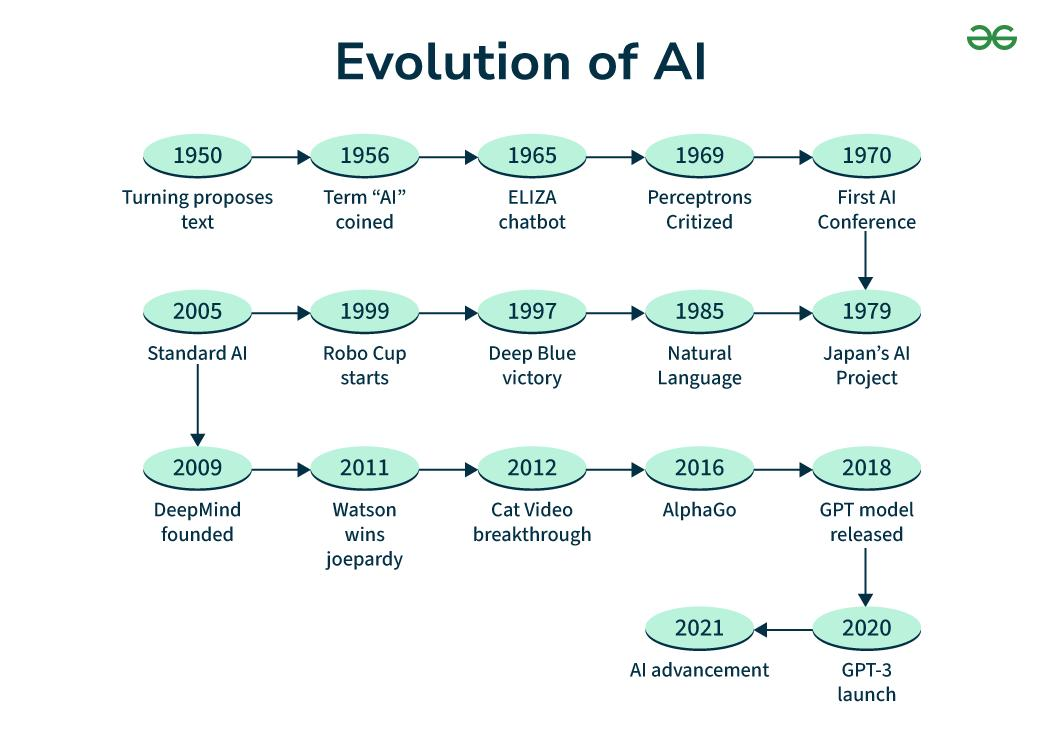 Evolution of AI
1950
1956
1965
1969
1970
Turning proposes
text
Term “AI”
coined
ELIZA
chatbot
Perceptrons
Critized
First AI
Conference
2005
1999
1997
1985
1979
Standard AI
Robo Cup
starts
Deep Blue
victory
Natural
Language
Japan’s AI
Project
2009
2011
2012
2016
2018
DeepMind
founded
Watson
wins
joepardy
Cat Video
breakthrough
AlphaGo
GPT model
released
2021
2020
AI advancement
GPT-3
launch